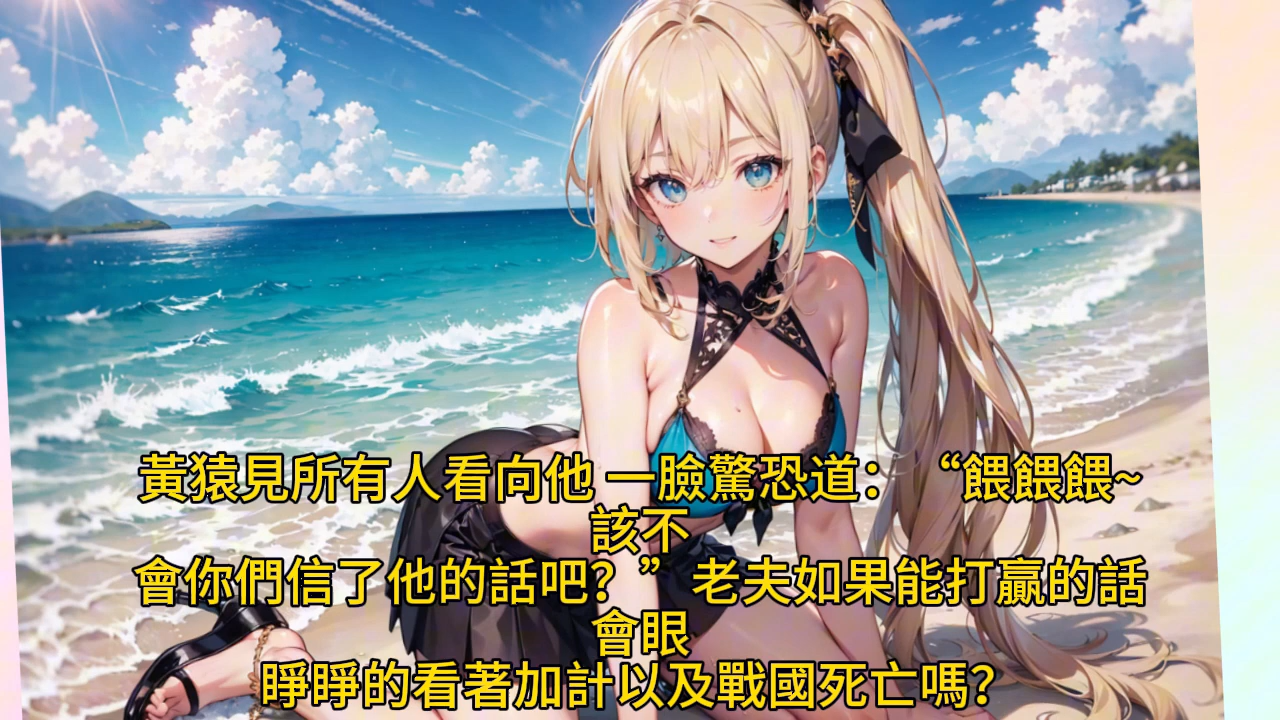 黃猿見所有人看向他 一臉驚恐道：“餵餵餵~
該不
會你們信了他的話吧？”老夫如果能打贏的話
會眼
睜睜的看著加計以及戰國死亡嗎？